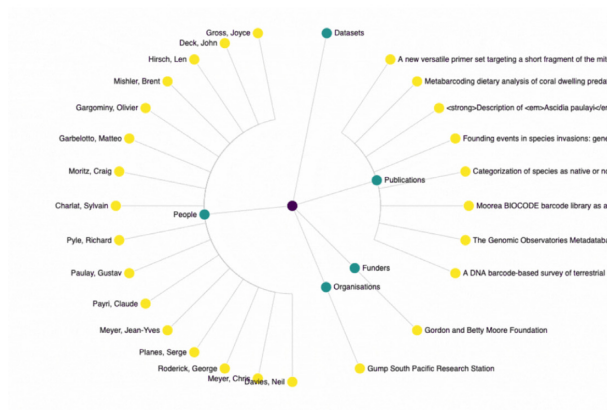 Gross, Joyce
Deck, John
Hirsch, Len
Mishler, Brent
Gargominy, Olivier
Garbelotto, Matteo
Moritz, Craig
Charlat, Sylvain
People
Pyle, Richard
Paulay, Gustav
Payri, Claude
Meyer, Jean-Yves
Planes, Serge
Roderick, George
Meyer, Chris
Davies, Neil
Datasets
A new versatile primer set targeting a short fragment of the mit
Metabarcoding dietary analysis of coral dwelling preda
<strong>Description of <em>Ascidia paulayi</em
Founding events in species invasions: gene
Publications
Categorization of species as native or no
Moorea BIOCODE barcode library as a
The Genomic Observatories Metadataba
A DNA barcode-based survey of terrestrial
Funders
Organisations
Gordon and Betty Moore Foundation
Gump South Pacific Research Station